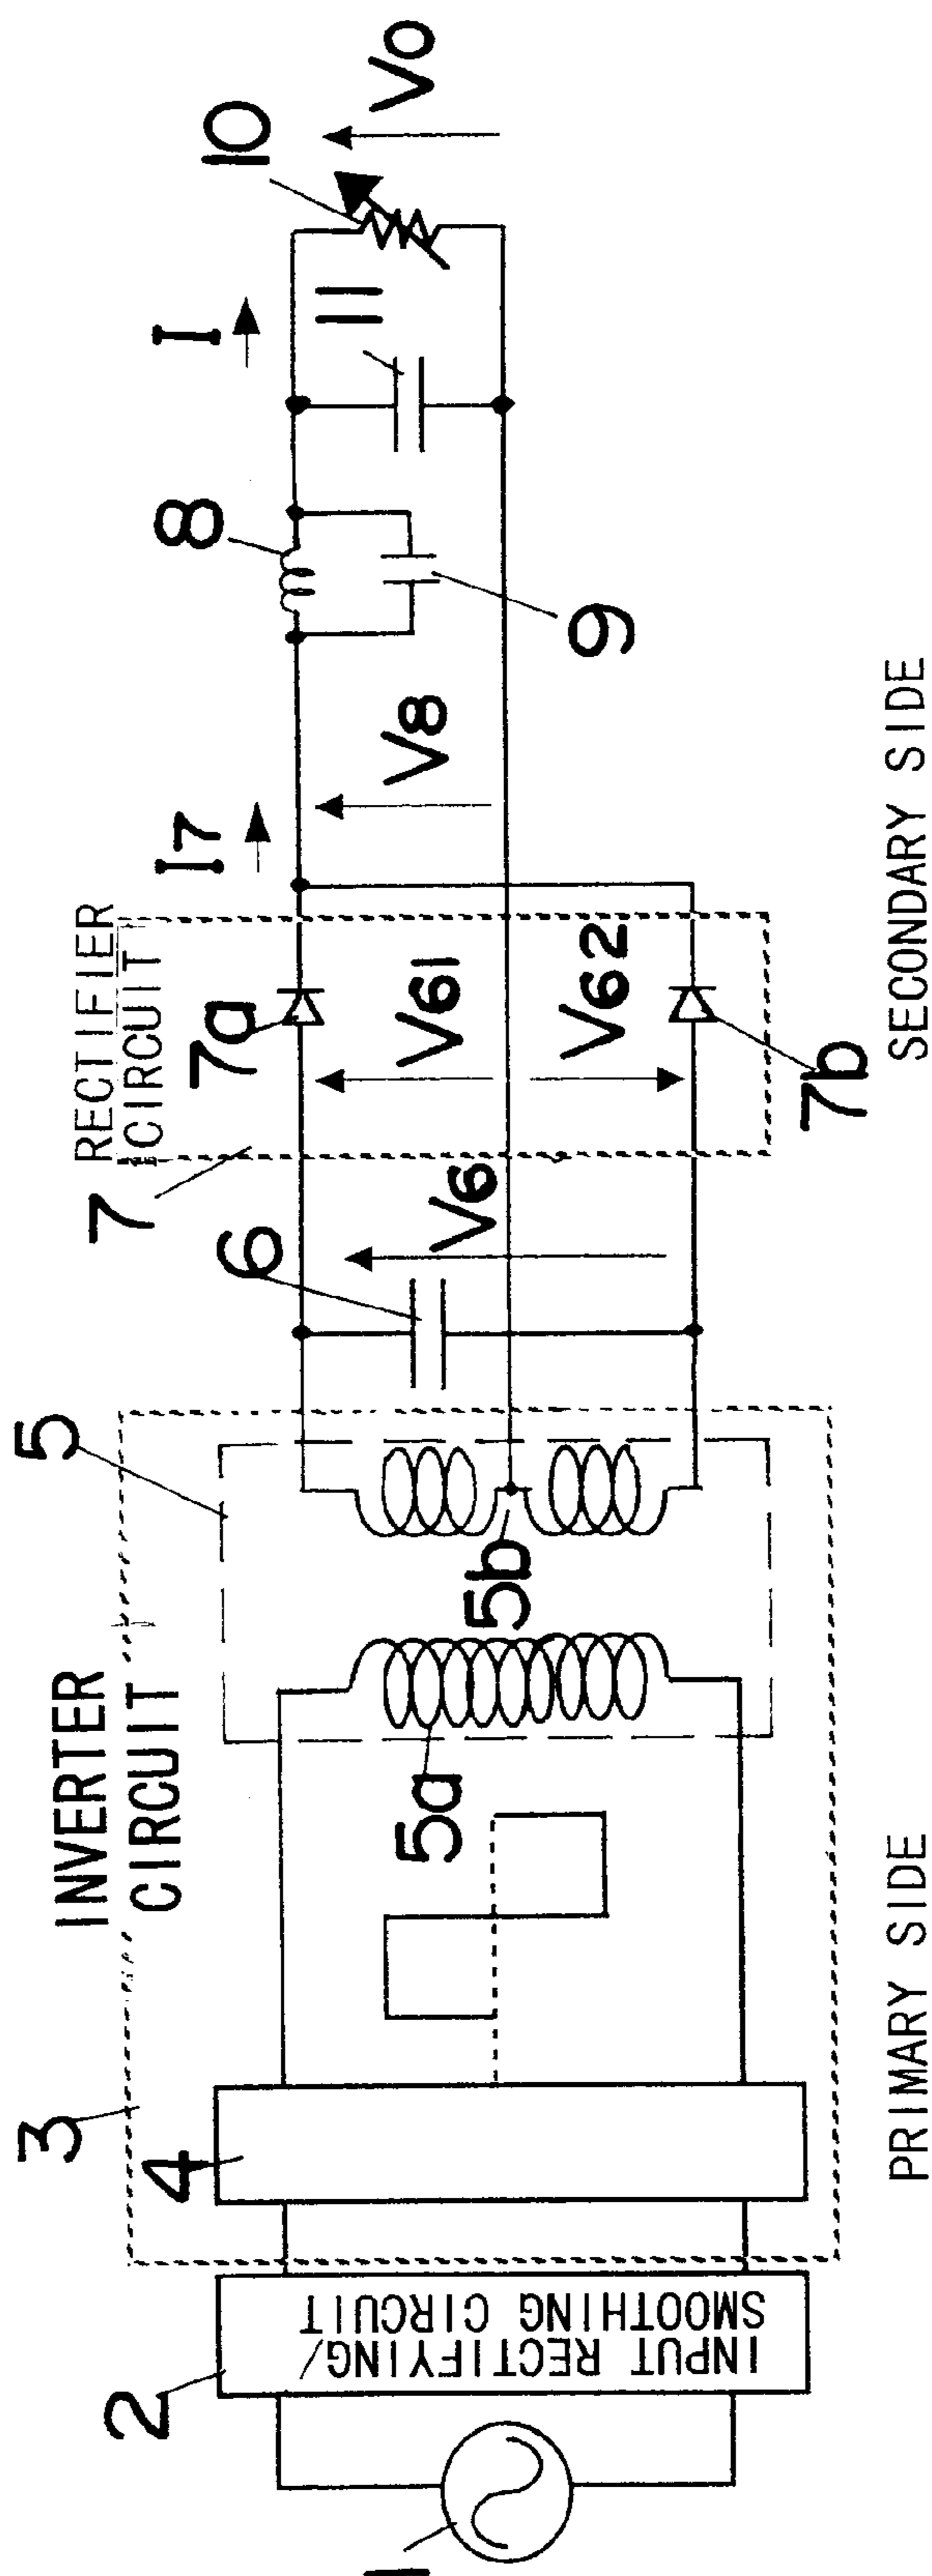 1
2
INPUT RECTIFYING/
SMOOTHING CIRCUIT
3
4
INVERTER
CIRCUIT
5
5a
5b
6
V6
7
RECTIFIER
CIRCUIT
7a
V61
V62
7b
I7
V8
8
9
I
11
10
V0
PRIMARY SIDE
SECONDARY SIDE